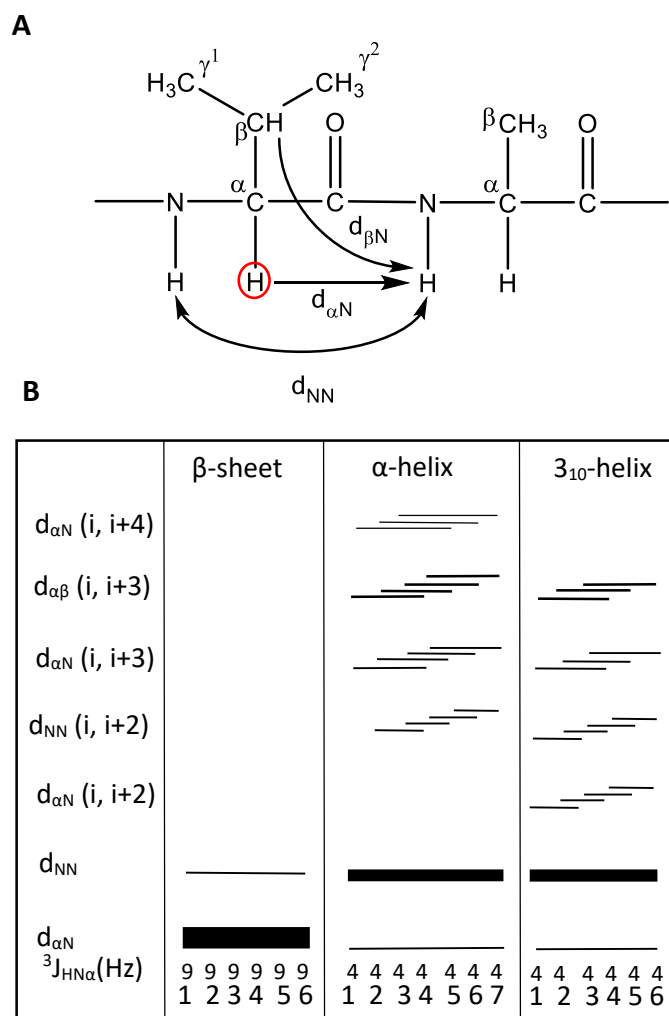 A
γ1 γ2
H3C CH3
βCH O βCH3 O
α α
N C C N C C
dβN
H H H H
dαN
dNN
B
β-sheet α-helix 310-helix
dαN (i, i+4)
dαβ (i, i+3)
dαN (i, i+3)
dNN (i, i+2)
dαN (i, i+2)
dNN
dαN
3JHNα(Hz) 9 9 9 9 9 9 4 4 4 4 4 4 4 4 4 4 4 4 4
1 2 3 4 5 6 1 2 3 4 5 6 7 1 2 3 4 5 6